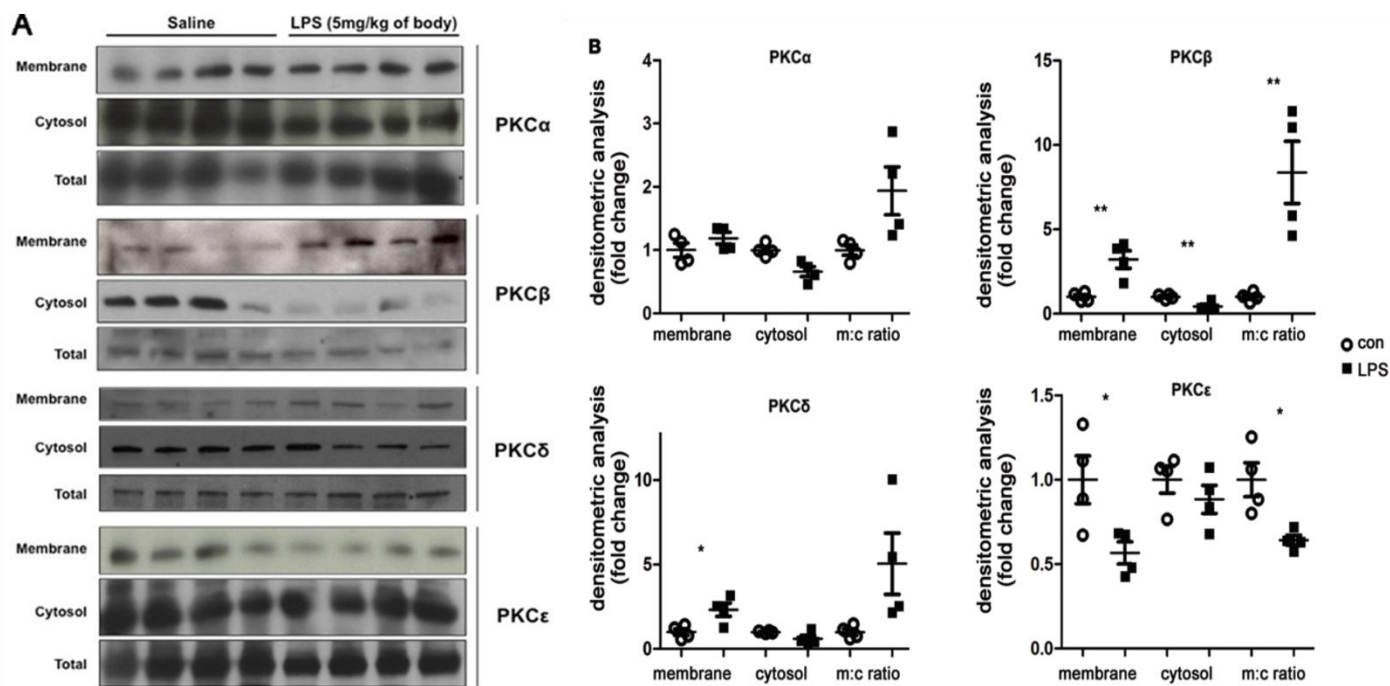 A
Saline
LPS (5mg/kg of body)
Membrane
Cytosol
Total
PKCα
Membrane
Cytosol
Total
PKCβ
Membrane
Cytosol
Total
PKCδ
Membrane
Cytosol
Total
PKCε
B
PKCα
densitometric analysis
(fold change)
4
3
2
1
0
membrane cytosol m:c ratio
PKCβ
densitometric analysis
(fold change)
15
10
5
0
**
**
**
membrane cytosol m:c ratio
con
LPS
PKCδ
densitometric analysis
(fold change)
10
5
0
*
membrane cytosol m:c ratio
PKCε
densitometric analysis
(fold change)
1.5
1.0
0.5
0.0
*
*
membrane cytosol m:c ratio